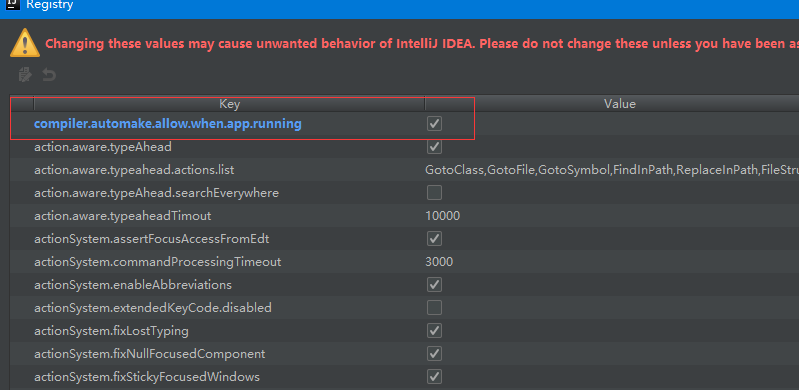 Registry
Changing these values may cause unwanted behavior of IntelliJ IDEA. Please do not change these unless you have been
Key Value
compiler.automake.allow.when.app.running
action.aware.typeAhead
action.aware.typeahead.actions.list GotoClass,GotoFile,GotoSymbol,FindInPath,ReplaceInPath,FileStru
action.aware.typeAhead.searchEverywhere
action.aware.typeaheadTimout 10000
actionSystem.assertFocusAccessFromEdt
actionSystem.commandProcessingTimeout 3000
actionSystem.enableAbbreviations
actionSystem.extendedKeyCode.disabled
actionSystem.fixLostTyping
actionSystem.fixNullFocusedComponent
actionSystem.fixStickyFocusedWindows